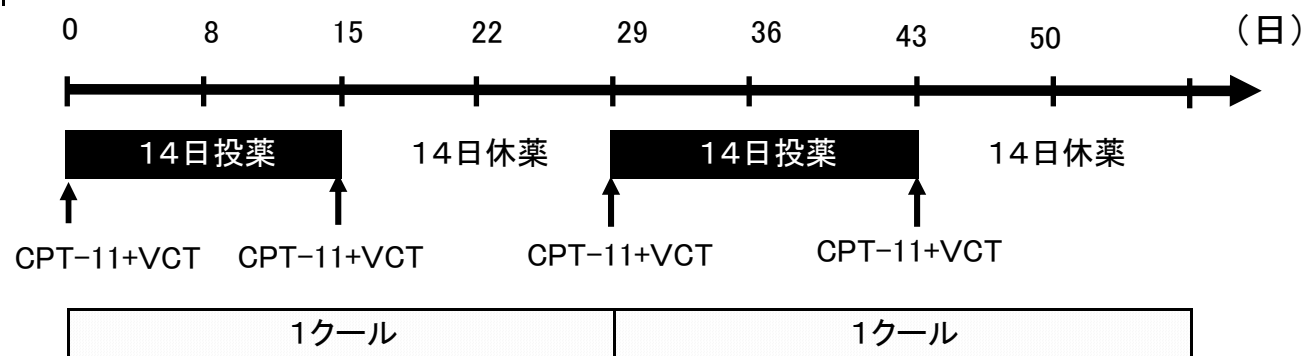 0 8 15 22 29 36 43 50 (日)
14日投薬 14日休薬 14日投薬 14日休薬
CPT-11+VCT CPT-11+VCT CPT-11+VCT CPT-11+VCT
1クール 1クール